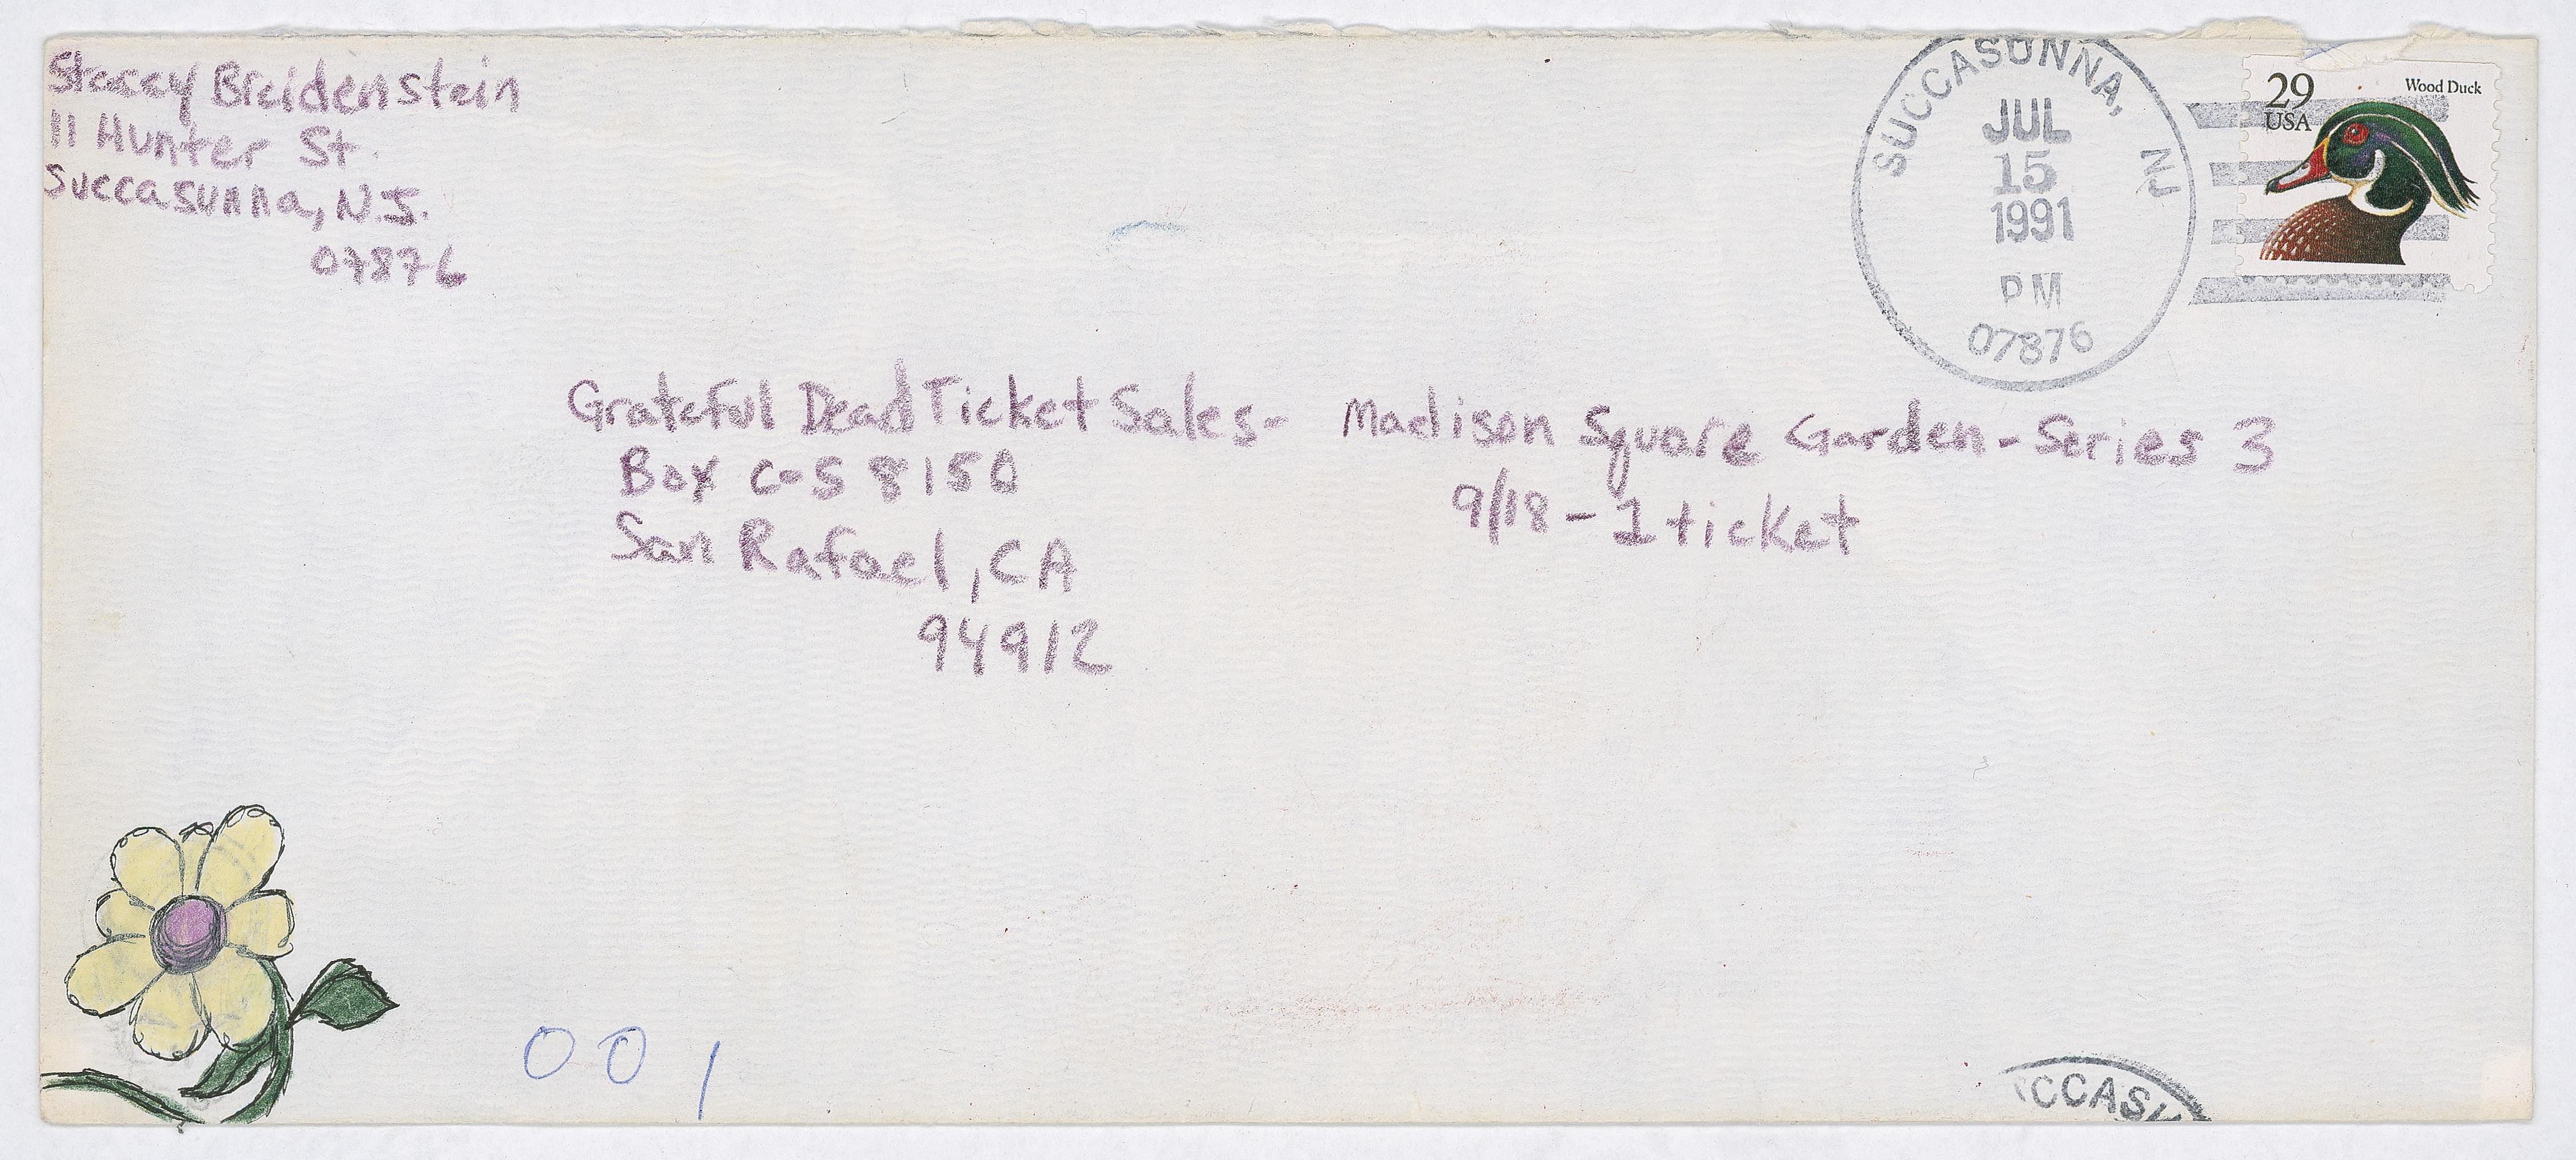 Stacey Breidenstein
11 Hunter St.
Succasunna, N.J.
07876
SUCCASUNNA, NJ
JUL
15
1991
PM
07876
29
USA
Wood Duck
Grateful Dead Ticket Sales- Madison Square Garden - Series 3
Box C-S 8150
9/18 - 1 ticket
San Rafael, CA
94912
001